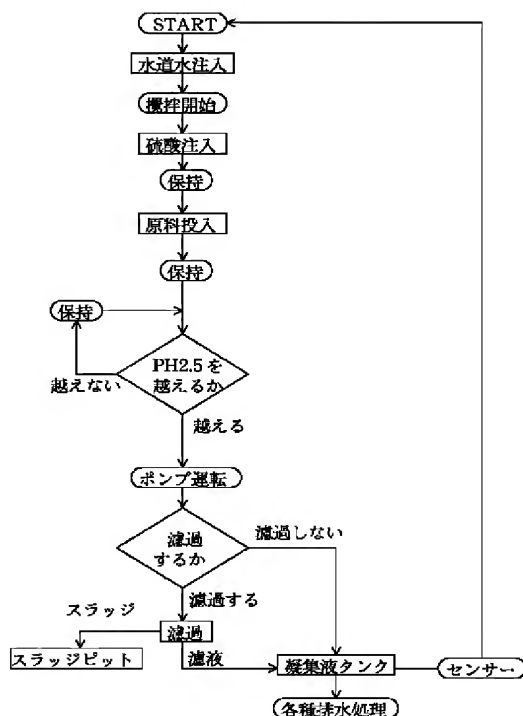 START
水道水注入
攪拌開始
硫酸注入
保持
原料投入
保持
保持
PH2.5を
越えるか
越えない
越える
ポンプ運転
濾過
するか
濾過しない
濾過する
スラッジ
濾過
スラッジピット
濾液
凝集液タンク
センサー
各種排水処理